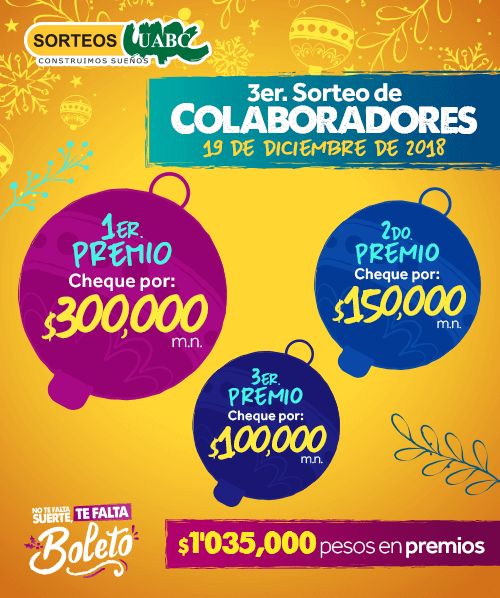 SORTEOS UABC
CONSTRUIMOS SUEÑOS
3er. Sorteo de
COLABORADORES
19 DE DICIEMBRE DE 2018
1ER.
PREMIO
Cheque por:
$300,000
m.n.
2DO.
PREMIO
Cheque por:
$150,000
m.n.
3ER.
PREMIO
Cheque por:
$100,000
m.n.
NO TE FALTA
SUERTE, TE FALTA
Boleto
$1'035,000 pesos en premios